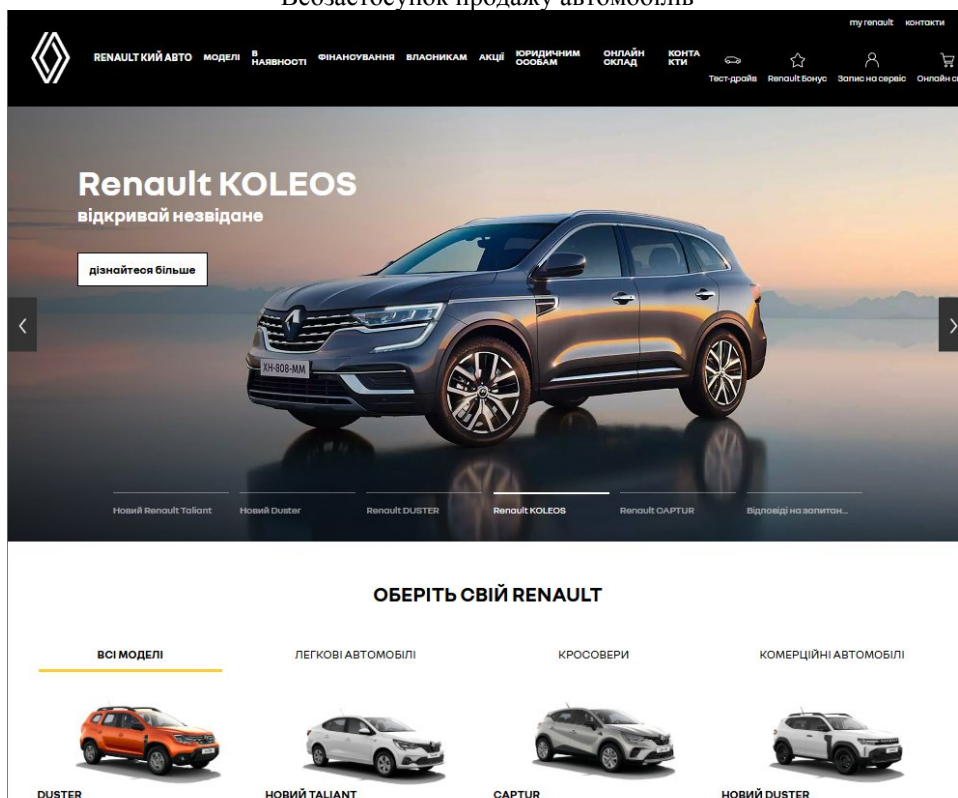 Вебзастосунок продажу автомобілів
my renault контакти
RENAULT КИЙ АВТО МОДЕЛІ В НАЯВНОСТІ ФІНАНСУВАННЯ ВЛАСНИКАМ АКЦІЇ ЮРИДИЧНИМ ОСОБАМ ОНЛАЙН СКЛАД КОНТА КТИ
Тест-драйв Renault Бонус Запис на сервіс Онлайн с
Renault KOLEOS
відкривай незвідане
дізнайтеся більше
XH-808-MM
Новий Renault Taliant Новий Duster Renault DUSTER Renault KOLEOS Renault CAPTUR Відповіді на запитан...
ОБЕРІТЬ СВІЙ RENAULT
ВСІ МОДЕЛІ ЛЕГКОВІ АВТОМОБІЛІ КРОСОВЕРИ КОМЕРЦІЙНІ АВТОМОБІЛІ
DUSTER НОВИЙ TALIANT CAPTUR НОВИЙ DUSTER